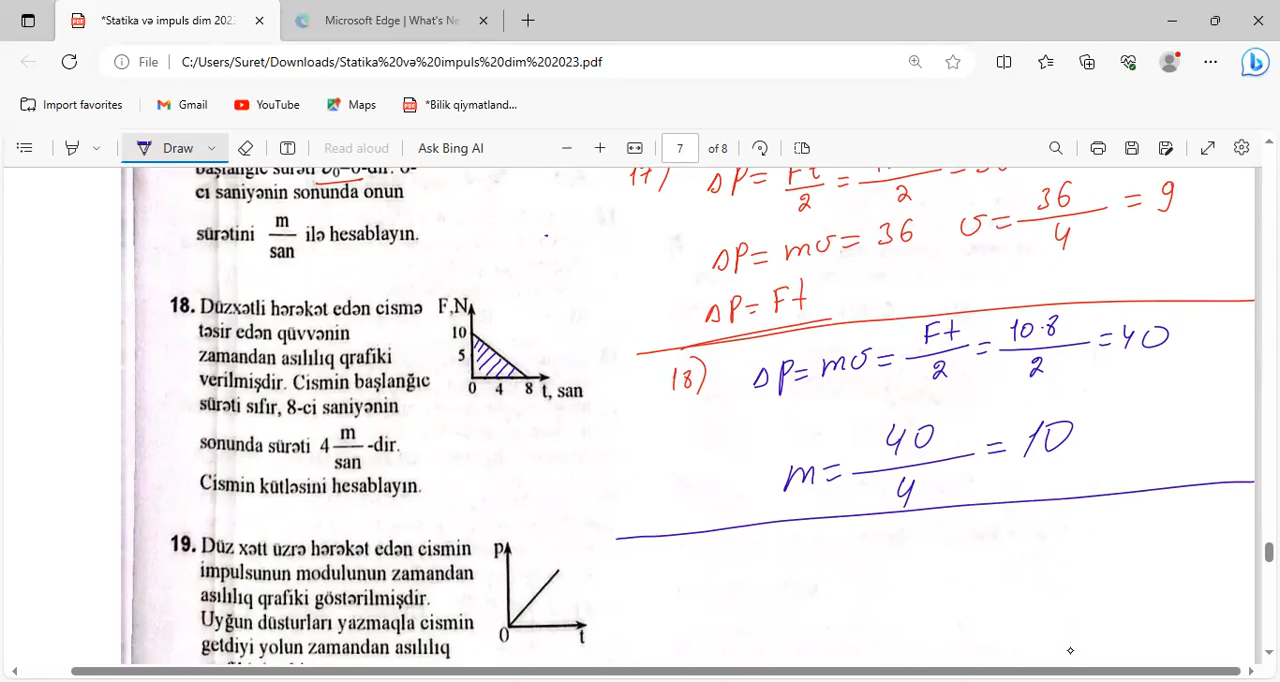 *Statika və impuls dim 202
Microsoft Edge | What's Ne
File
C:/Users/Suret/Downloads/Statika%20və%20impuls%20dim%202023.pdf
Import favorites
Gmail
YouTube
Maps
*Bilik qiymatland...
Draw
Read aloud
Ask Bing AI
7
of 8
cı saniyənin sonunda onun
sürətini m/san ilə hesablayın.
18. Düzxətli hərəkət edən cismə
təsir edən qüvvənin
zamandan asılılıq qrafiki
verilmişdir. Cismin başlanğıc
sürəti sıfır, 8-ci saniyənin
sonunda sürəti 4 m/san -dir.
Cismin kütləsini hesablayın.
F,N
10
5
0 4 8 t, san
19. Düz xətt üzrə hərəkət edən cismin
impulsunun modulunun zamandan
asılılıq qrafiki göstərilmişdir.
Uyğun düsturları yazmaqla cismin
getdiyi yolun zamandan asılılıq
p
0 t
17) ΔP = Ft/2 =
ΔP = mʋ = 36 ʋ = 36/4 = 9
ΔP = Ft
18) ΔP = mʋ = Ft/2 = 10·8/2 = 40
m = 40/4 = 10